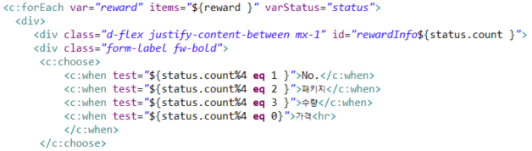 <c:forEach var="reward" items="${reward }" varStatus="status">
<div>
<div class="d-flex justify-content-between mx-1" id="rewardInfo${status.count }">
<div class="form-label fw-bold">
<c:choose>
<c:when test="${status.count%4 eq 1 }">No.</c:when>
<c:when test="${status.count%4 eq 2 }">패키지</c:when>
<c:when test="${status.count%4 eq 3 }">수량</c:when>
<c:when test="${status.count%4 eq 0}">가격<hr>
</c:when>
</c:choose>